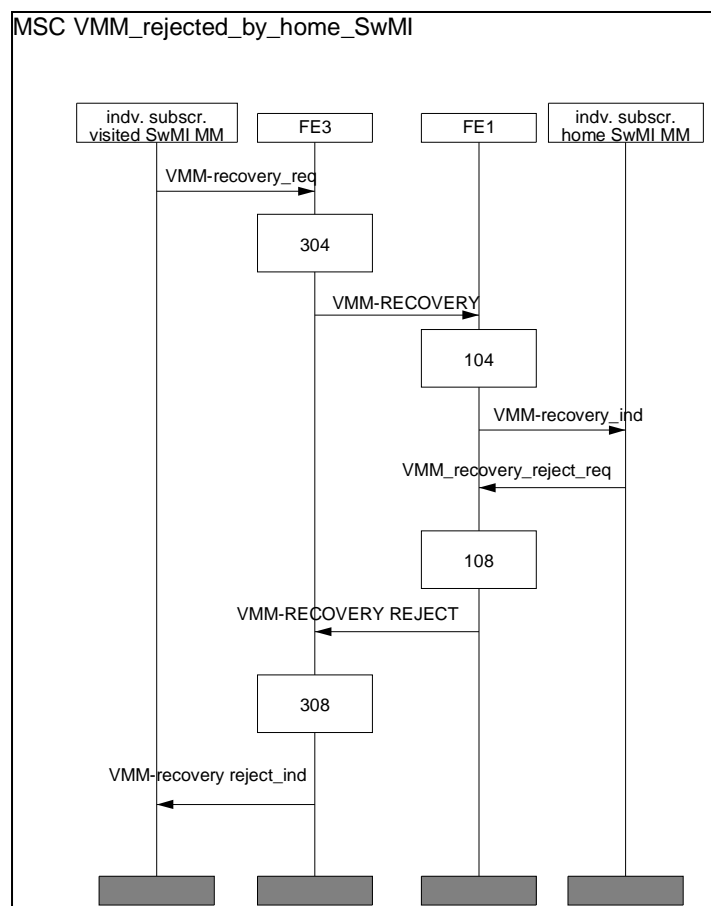 MSC VMM_rejected_by_home_SwMI
indv. subscr.
visited SwMI MM
FE3
FE1
indv. subscr.
home SwMI MM
VMM-recovery_req
304
VMM-RECOVERY
104
VMM-recovery_ind
VMM_recovery_reject_req
108
VMM-RECOVERY REJECT
308
VMM-recovery reject_ind